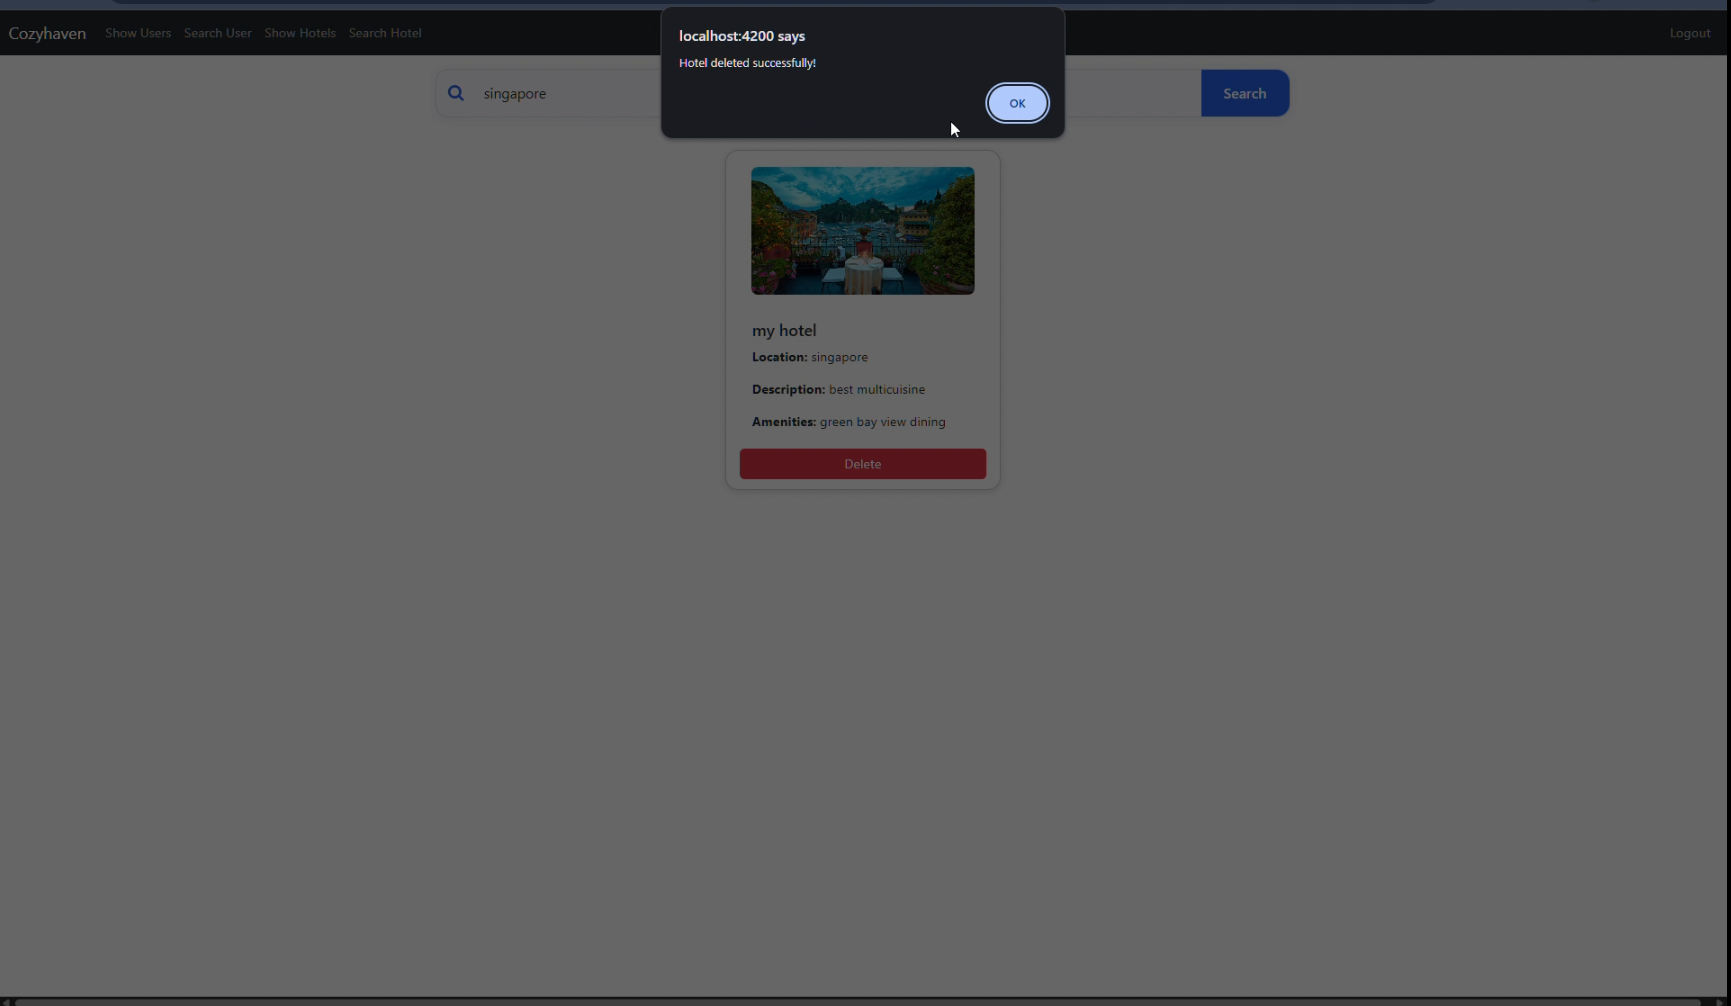 localhost:4200 says
Hotel deleted successfully!
OK
Cozyhaven Show Users Search User Show Hotels Search Hotel Logout
singapore Search
my hotel
Location: singapore
Description: best multicuisine
Amenities: green bay view dining
Delete